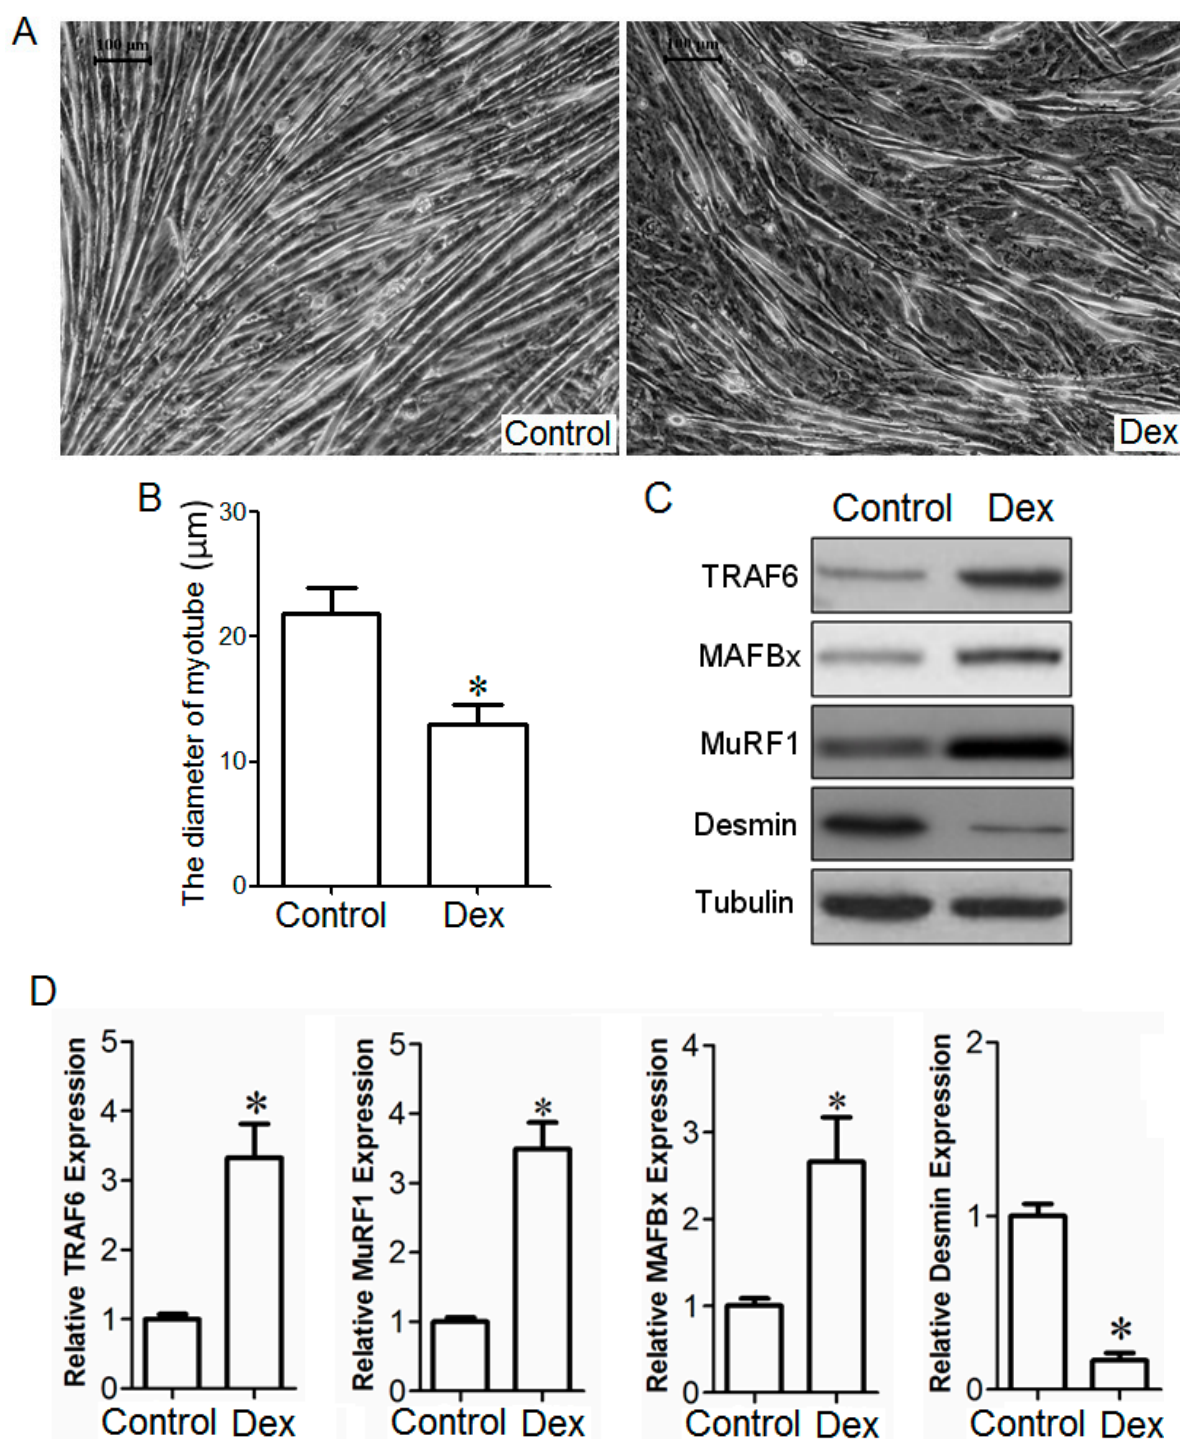 A
100 μm
Control
100 μm
Dex
B
The diameter of myotube (μm)
30
20
10
0
*
Control
Dex
C
Control
Dex
TRAF6
MAFBx
MuRF1
Desmin
Tubulin
D
Relative TRAF6 Expression
5
4
3
2
1
0
*
Control
Dex
Relative MuRF1 Expression
5
4
3
2
1
0
*
Control
Dex
Relative MAFBx Expression
4
3
2
1
0
*
Control
Dex
Relative Desmin Expression
2
1
0
*
Control
Dex